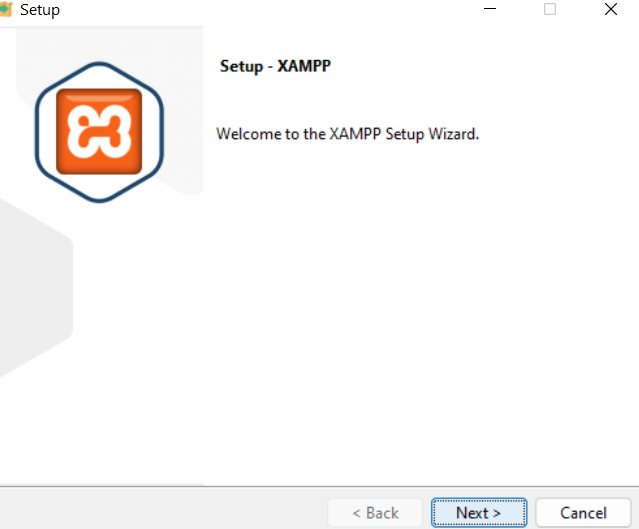 Setup
Setup - XAMPP
Welcome to the XAMPP Setup Wizard.
< Back
Next >
Cancel